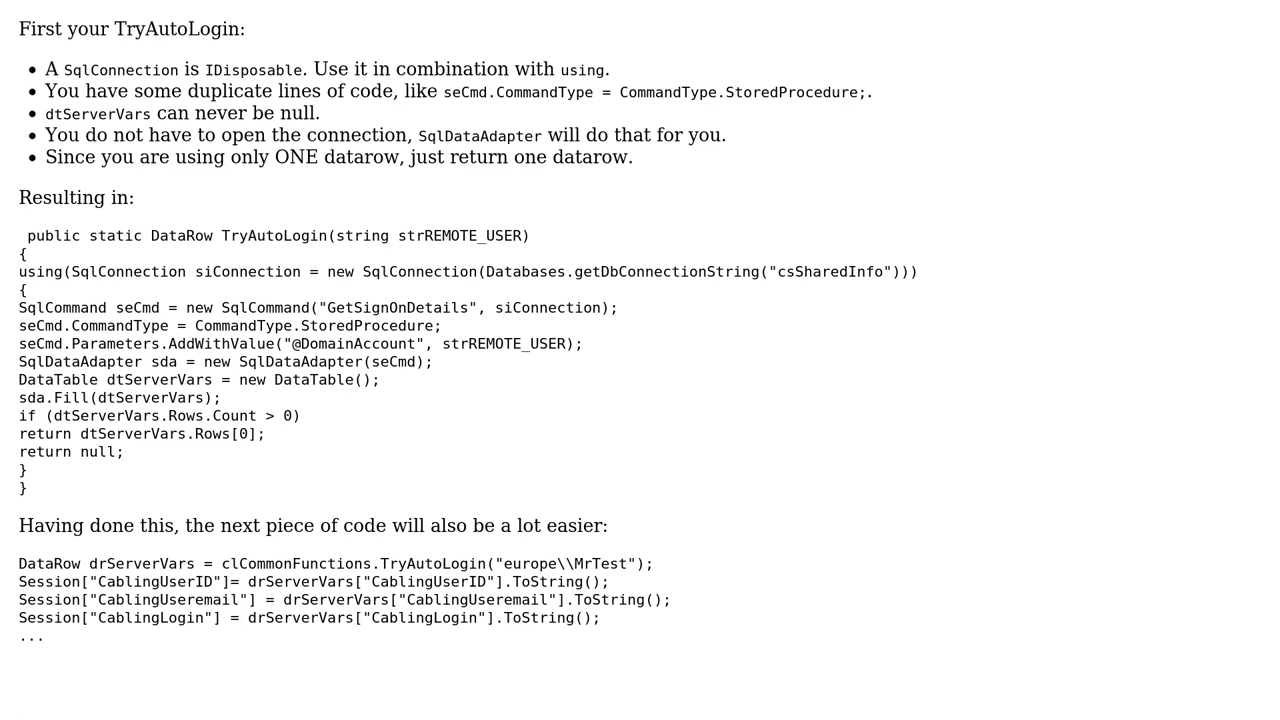 First your TryAutoLogin:
• A SqlConnection is IDisposable. Use it in combination with using.
• You have some duplicate lines of code, like seCmd.CommandType = CommandType.StoredProcedure;.
• dtServerVars can never be null.
• You do not have to open the connection, SqlDataAdapter will do that for you.
• Since you are using only ONE datarow, just return one datarow.
Resulting in:
public static DataRow TryAutoLogin(string strREMOTE_USER)
{
using(SqlConnection siConnection = new SqlConnection(Databases.getDbConnectionString("csSharedInfo")))
{
SqlCommand seCmd = new SqlCommand("GetSignOnDetails", siConnection);
seCmd.CommandType = CommandType.StoredProcedure;
seCmd.Parameters.AddWithValue("@DomainAccount", strREMOTE_USER);
SqlDataAdapter sda = new SqlDataAdapter(seCmd);
DataTable dtServerVars = new DataTable();
sda.Fill(dtServerVars);
if (dtServerVars.Rows.Count > 0)
return dtServerVars.Rows[0];
return null;
}
}
Having done this, the next piece of code will also be a lot easier:
DataRow drServerVars = clCommonFunctions.TryAutoLogin("europe\\MrTest");
Session["CablingUserID"]= drServerVars["CablingUserID"].ToString();
Session["CablingUseremail"] = drServerVars["CablingUseremail"].ToString();
Session["CablingLogin"] = drServerVars["CablingLogin"].ToString();
...